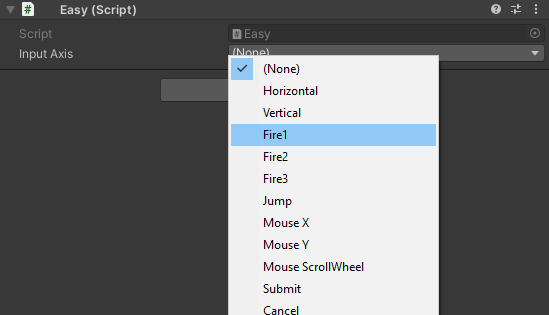 # Easy (Script)
Script # Easy
Input Axis (None)
(None)
Horizontal
Vertical
Fire1
Fire2
Fire3
Jump
Mouse X
Mouse Y
Mouse ScrollWheel
Submit
Cancel